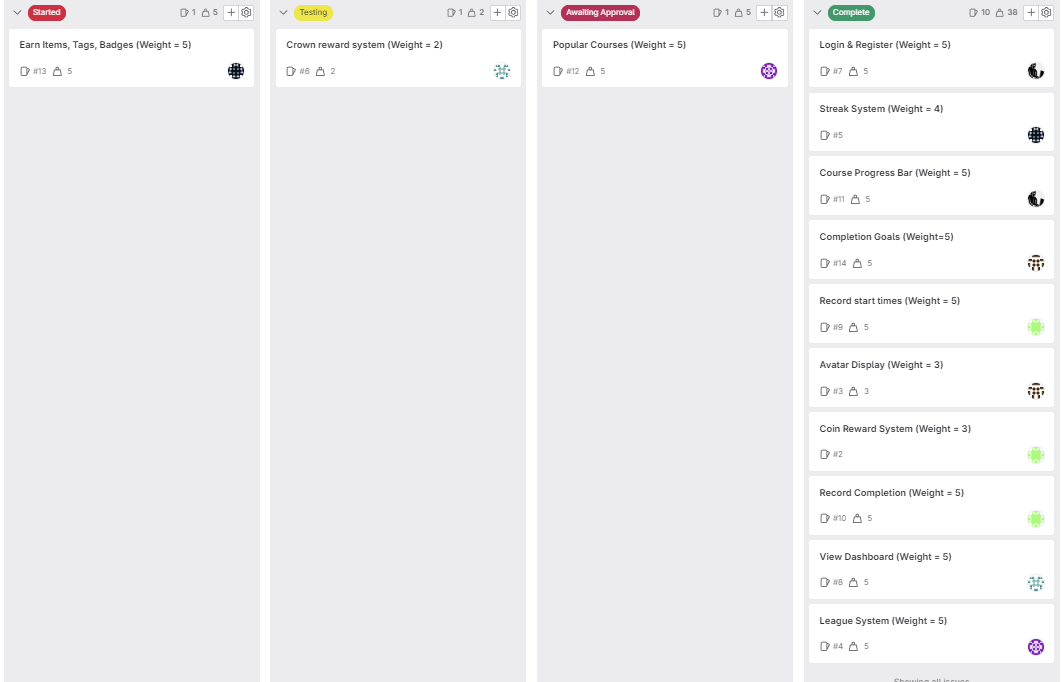 Started 1 5
Earn Items, Tags, Badges (Weight = 5)
#13 5
Testing 1 2
Crown reward system (Weight = 2)
#6 2
Awaiting Approval 1 5
Popular Courses (Weight = 5)
#12 5
Complete 10 38
Login & Register (Weight = 5)
#7 5
Streak System (Weight = 4)
#5
Course Progress Bar (Weight = 5)
#11 5
Completion Goals (Weight=5)
#14 5
Record start times (Weight = 5)
#9 5
Avatar Display (Weight = 3)
#3 3
Coin Reward System (Weight = 3)
#2
Record Completion (Weight = 5)
#10 5
View Dashboard (Weight = 5)
#8 5
League System (Weight = 5)
#4 5
Showing all issues